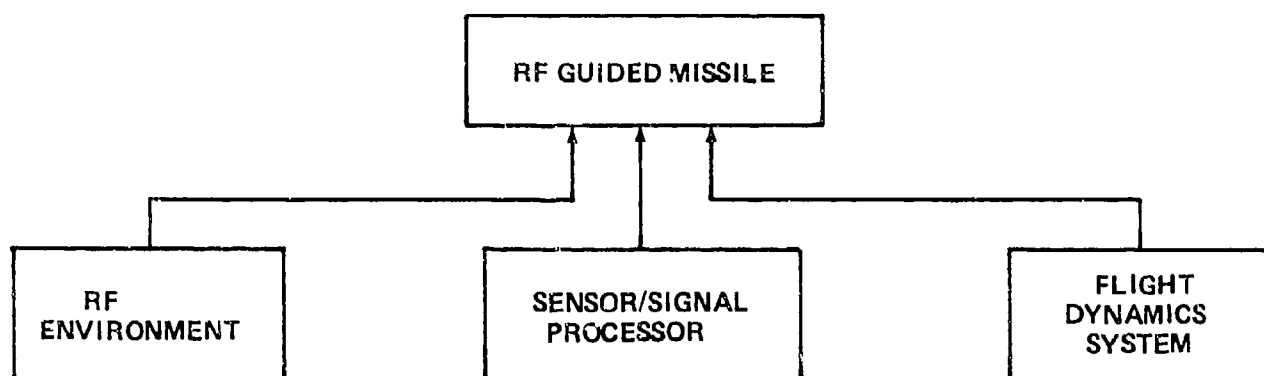 RF GUIDED MISSILE
RF
ENVIRONMENT
SENSOR/SIGNAL
PROCESSOR
FLIGHT
DYNAMICS
SYSTEM